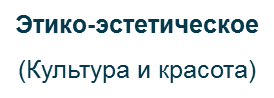 Этико-эстетическое
(Культура и красота)